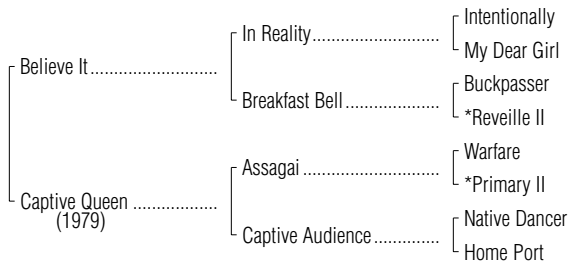 Believe It
Captive Queen
(1979)
In Reality
Breakfast Bell
Assagai
Captive Audience
Intentionally
My Dear Girl
Buckpasser
*Reveille II
Warfare
*Primary II
Native Dancer
Home Port